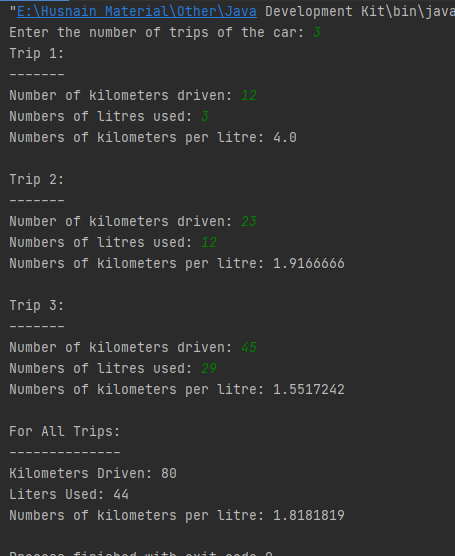 "E:\Husnain Material\Other\Java Development Kit\bin\java
Enter the number of trips of the car: 3
Trip 1:
-------
Number of kilometers driven: 12
Numbers of litres used: 3
Numbers of kilometers per litre: 4.0
Trip 2:
-------
Number of kilometers driven: 23
Numbers of litres used: 12
Numbers of kilometers per litre: 1.9166666
Trip 3:
-------
Number of kilometers driven: 45
Numbers of litres used: 29
Numbers of kilometers per litre: 1.5517242
For All Trips:
--------------
Kilometers Driven: 80
Liters Used: 44
Numbers of kilometers per litre: 1.8181819
Process finished with exit code 0